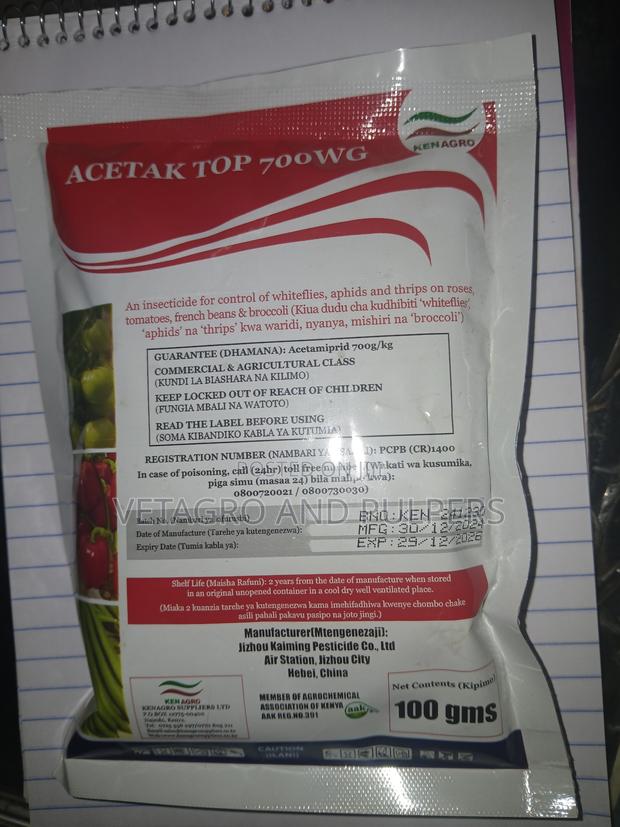 KENAGRO
ACETAK TOP 700WG
An insecticide for control of whiteflies, aphids and thrips on roses,
tomatoes, french beans & broccoli (Kiua dudu cha kudhibiti 'whiteflies',
'aphids' na 'thrips' kwa waridi, nyanya, mishiri na 'broccoli')
GUARANTEE (DHAMANA): Acetamiprid 700g/kg
COMMERCIAL & AGRICULTURAL CLASS
(KUNDI LA BIASHARA NA KILIMO)
KEEP LOCKED OUT OF REACH OF CHILDREN
(FUNGIA MBALI NA WATOTO)
READ THE LABEL BEFORE USING
(SOMA KIBANDIKO KABLA YA KUTUMIA)
REGISTRATION NUMBER (NAMBARI YA): PCPB (CR)1400
In case of poisoning, call (24hr) toll free (Wakati wa kusumika,
piga simu (masaa 24) bila kwa):
0800720021 / 0800730030)
VETAGRO AND PULPERS
Batch No.
BNO:KEN
Date of Manufacture (Tarehe ya kutengenezwa):
MFG:30/12/2024
Expiry Date (Tumia kabla ya):
EXP:29/12/2026
Shelf Life (Maisha Rafuni): 2 years from the date of manufacture when stored
in an original unopened container in a cool dry well ventilated place.
(Miaka 2 kuanzia tarehe ya kutengenezwa kama imehifadhiwa kwenye chombo chake
asili pahali pakavu pasipo na joto jingi.)
Manufacturer(Mtengenezaji):
Jizhou Kaiming Pesticide Co., Ltd
Air Station, Jizhou City
Hebei, China
KENAGRO
KENAGRO SUPPLIERS LTD
Nairobi, Kenya.
MEMBER OF AGROCHEMICAL
ASSOCIATION OF KENYA
AAK REG.NO.391
aak
Net Contents (Kipimo)
100 gms
CAUTION